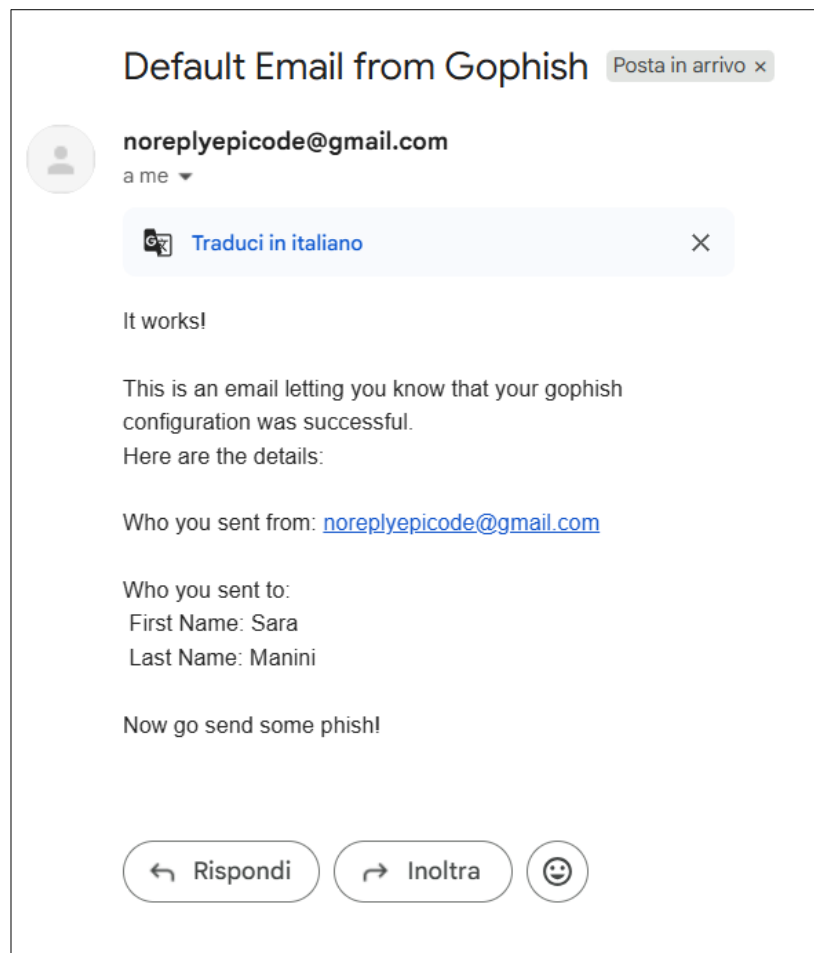 Default Email from Gophish Posta in arrivo ×
noreplyepicode@gmail.com
a me
Traduci in italiano
It works!
This is an email letting you know that your gophish
configuration was successful.
Here are the details:
Who you sent from: noreplyepicode@gmail.com
Who you sent to:
First Name: Sara
Last Name: Manini
Now go send some phish!
Rispondi
Inoltra